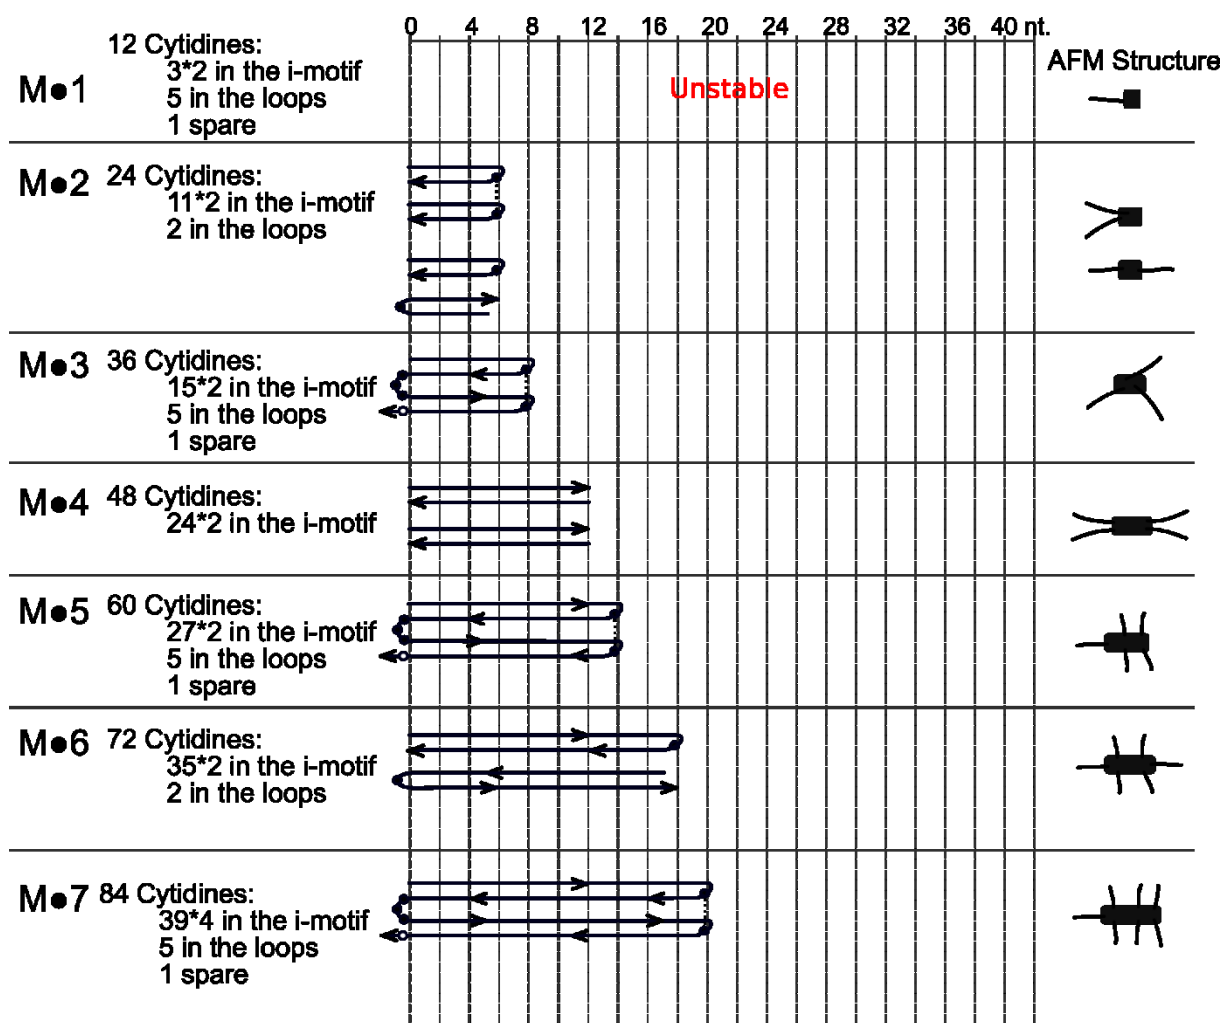 0 4 8 12 16 20 24 28 32 36 40 nt.
12 Cytidines:
AFM Structure
M●1
3*2 in the i-motif
Unstable
5 in the loops
1 spare
M●2 24 Cytidines:
11*2 in the i-motif
2 in the loops
M●3 36 Cytidines:
15*2 in the i-motif
5 in the loops
1 spare
M●4 48 Cytidines:
24*2 in the i-motif
M●5 60 Cytidines:
27*2 in the i-motif
5 in the loops
1 spare
M●6 72 Cytidines:
35*2 in the i-motif
2 in the loops
M●7 84 Cytidines:
39*4 in the i-motif
5 in the loops
1 spare